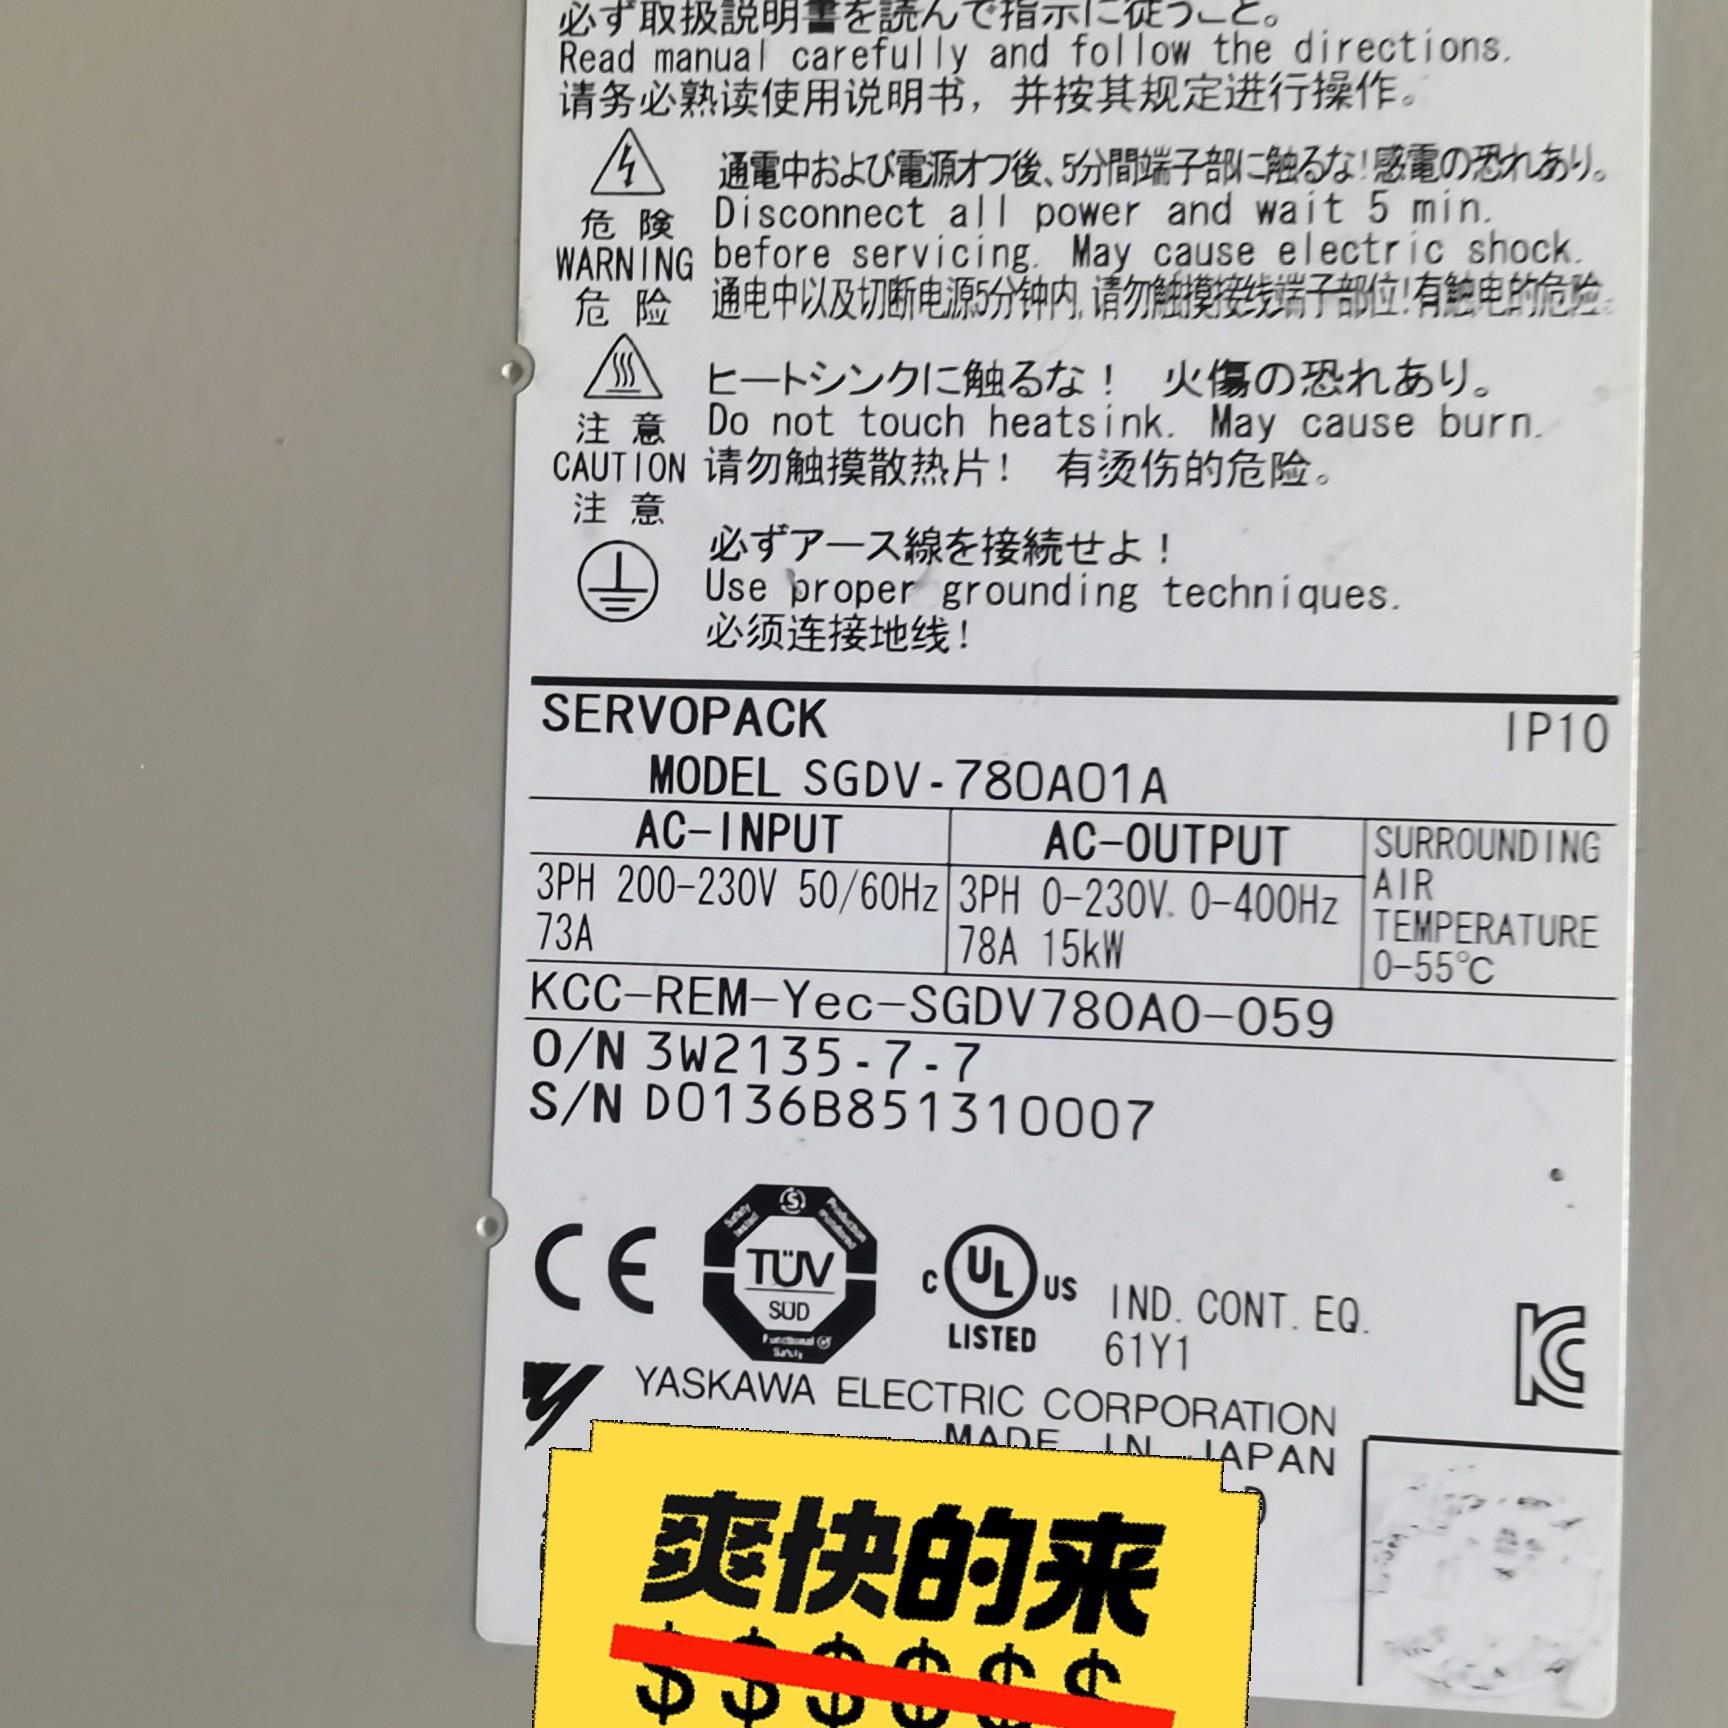 必ず取扱説明書を読んで指示に従うこと。
Read manual carefully and follow the directions.
请务必熟读使用说明书，并按其规定进行操作。
危 険
WARNING
危 险
通電中および電源オフ後、5分間端子部に触るな!感電の恐れあり。
Disconnect all power and wait 5 min.
before servicing. May cause electric shock.
通电中以及切断电源5分钟内,请勿触摸接线端子部位!有触电的危险。
注 意
CAUTION
注 意
ヒートシンクに触るな! 火傷の恐れあり。
Do not touch heatsink. May cause burn.
请勿触摸散热片! 有烫伤的危险。
必ずアース線を接続せよ!
Use proper grounding techniques.
必须连接地线!
SERVOPACK
IP10
MODEL SGDV-780A01A
AC-INPUT
3PH 200-230V 50/60Hz
73A
AC-OUTPUT
3PH 0-230V. 0-400Hz
78A 15kW
SURROUNDING
AIR
TEMPERATURE
0-55℃
KCC-REM-Yec-SGDV780A0-059
O/N 3W2135-7-7
S/N D0136B851310007
CE
Safety tested
S
Production monitored
TÜV
SÜD
Functional
Safety
C UL US
LISTED
IND. CONT. EQ.
61Y1
KC
YASKAWA ELECTRIC CORPORATION
MADE IN JAPAN
爽快的来
$ $ $ $ $ $